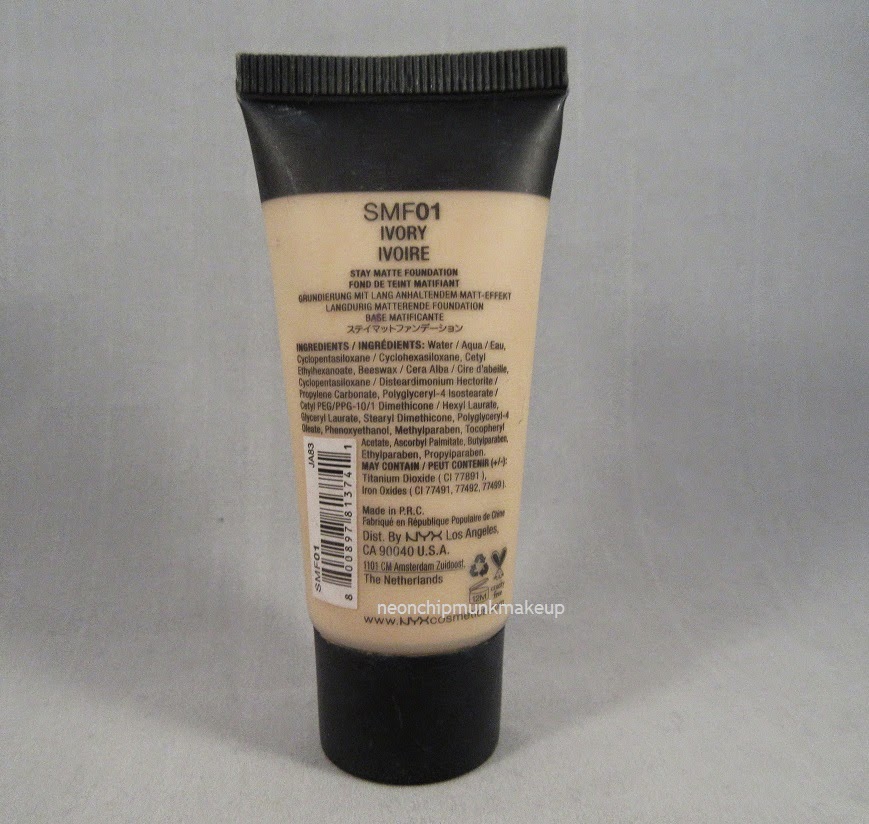 SMF01
IVORY
IVOIRE
STAY MATTE FOUNDATION
FOND DE TEINT MATIFIANT
GRUNDIERUNG MIT LANG ANHALTENDEM MATT-EFFEKT
LANGDURIG MATTERENDE FOUNDATION
BASE MATIFICANTE
ステイマットファンデーション
INGREDIENTS / INGRÉDIENTS: Water / Aqua / Eau,
Cyclopentasiloxane / Cyclohexasiloxane, Cetyl
Ethylhexanoate, Beeswax / Cera Alba / Cire d'abeille,
Cyclopentasiloxane / Disteardimonium Hectorite /
Propylene Carbonate, Polyglyceryl-4 Isostearate /
Cetyl PEG/PPG-10/1 Dimethicone / Hexyl Laurate,
Glyceryl Laurate, Stearyl Dimethicone, Polyglyceryl-4
Oleate, Phenoxyethanol, Methylparaben, Tocopheryl
Acetate, Ascorbyl Palmitate, Butylparaben,
Ethylparaben, Propylparaben.
MAY CONTAIN / PEUT CONTENIR (+/-):
Titanium Dioxide ( CI 77891 ),
Iron Oxides ( CI 77491, 77492, 77499 ).
Made in P.R.C.
Fabriqué en République Populaire de Chine
Dist. By NYX Los Angeles,
CA 90040 U.S.A.
1101 CM Amsterdam Zuidoost,
The Netherlands
12M
cruelty
free
www.NYXcosmetics
neonchipmunkmakeup
JA83
SMF01
8 00897 81374 1